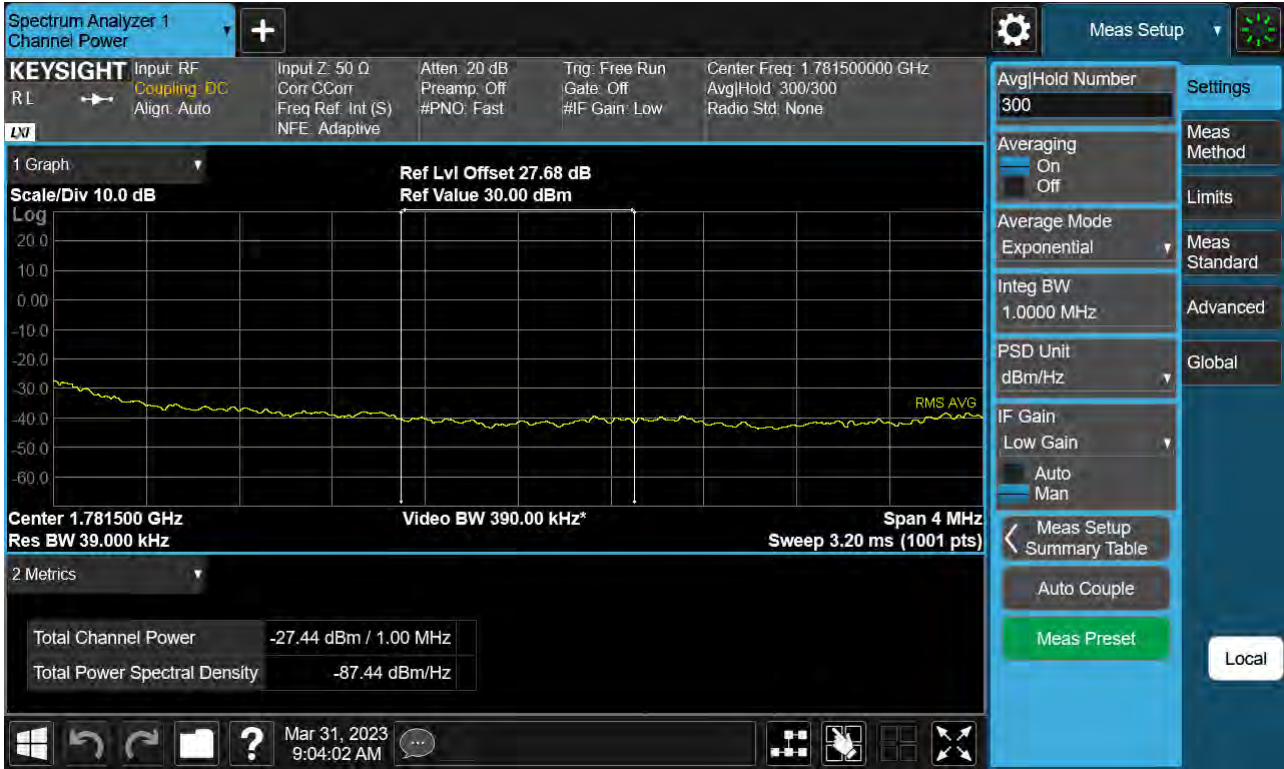 Spectrum Analyzer 1
Channel Power
+
Meas Setup
KEYSIGHT
R L
LXI
Input: RF
Coupling: DC
Align: Auto
Input Z: 50 Ω
Corr CCorr
Freq Ref: Int (S)
NFE: Adaptive
Atten: 20 dB
Preamp: Off
#PNO: Fast
Trig: Free Run
Gate: Off
#IF Gain: Low
Center Freq: 1.781500000 GHz
Avg|Hold: 300/300
Radio Std: None
1 Graph
Scale/Div 10.0 dB
Ref Lvl Offset 27.68 dB
Ref Value 30.00 dBm
Log
20.0
10.0
0.00
-10.0
-20.0
-30.0
-40.0
-50.0
-60.0
RMS AVG
Center 1.781500 GHz
Video BW 390.00 kHz*
Span 4 MHz
Res BW 39.000 kHz
Sweep 3.20 ms (1001 pts)
2 Metrics
Total Channel Power -27.44 dBm / 1.00 MHz
Total Power Spectral Density -87.44 dBm/Hz
Avg|Hold Number
300
Averaging
On
Off
Average Mode
Exponential
Integ BW
1.0000 MHz
PSD Unit
dBm/Hz
IF Gain
Low Gain
Auto
Man
Meas Setup
Summary Table
Auto Couple
Meas Preset
Settings
Meas
Method
Limits
Meas
Standard
Advanced
Global
Local
?
Mar 31, 2023
9:04:02 AM